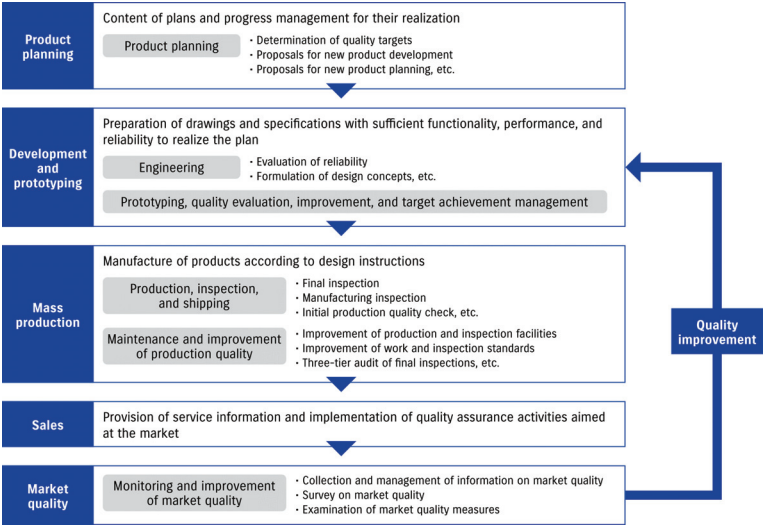 Product
planning
Content of plans and progress management for their realization
Product planning
・Determination of quality targets
・Proposals for new product development
・Proposals for new product planning, etc.
Development
and
prototyping
Preparation of drawings and specifications with sufficient functionality, performance, and
reliability to realize the plan
Engineering
・Evaluation of reliability
・Formulation of design concepts, etc.
Prototyping, quality evaluation, improvement, and target achievement management
Mass
production
Manufacture of products according to design instructions
Production, inspection,
and shipping
・Final inspection
・Manufacturing inspection
・Initial production quality check, etc.
Maintenance and improvement
of production quality
・Improvement of production and inspection facilities
・Improvement of work and inspection standards
・Three-tier audit of final inspections, etc.
Quality
improvement
Sales
Provision of service information and implementation of quality assurance activities aimed
at the market
Market
quality
Monitoring and improvement
of market quality
・Collection and management of information on market quality
・Survey on market quality
・Examination of market quality measures